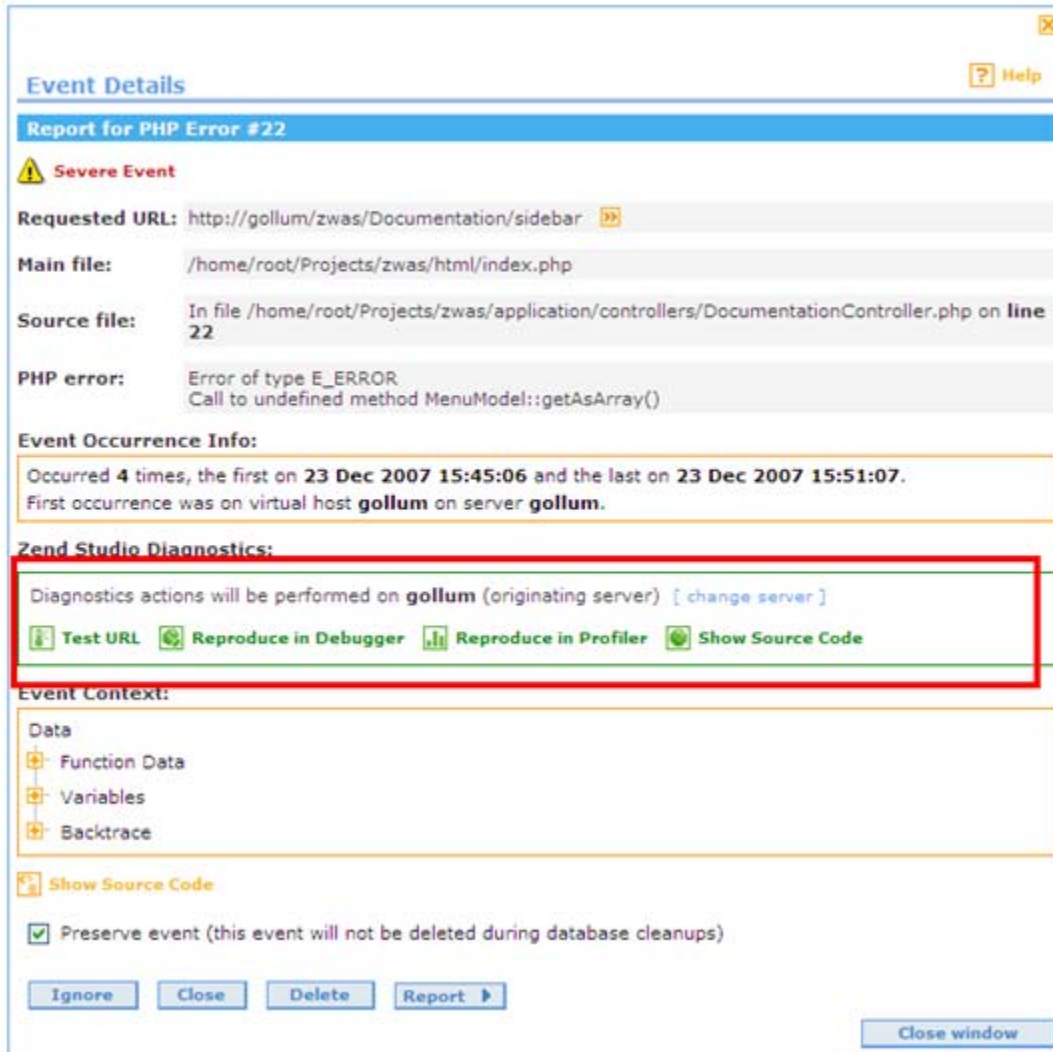 Event Details
? Help
Report for PHP Error #22
Severe Event
Requested URL: http://gollum/zwas/Documentation/sidebar
Main file: /home/root/Projects/zwas/html/index.php
Source file: In file /home/root/Projects/zwas/application/controllers/DocumentationController.php on line
22
PHP error: Error of type E_ERROR
Call to undefined method MenuModel::getAsArray()
Event Occurrence Info:
Occurred 4 times, the first on 23 Dec 2007 15:45:06 and the last on 23 Dec 2007 15:51:07.
First occurrence was on virtual host gollum on server gollum.
Zend Studio Diagnostics:
Diagnostics actions will be performed on gollum (originating server) [ change server ]
Test URL Reproduce in Debugger Reproduce in Profiler Show Source Code
Event Context:
Data
Function Data
Variables
Backtrace
Show Source Code
Preserve event (this event will not be deleted during database cleanups)
Ignore Close Delete Report
Close window